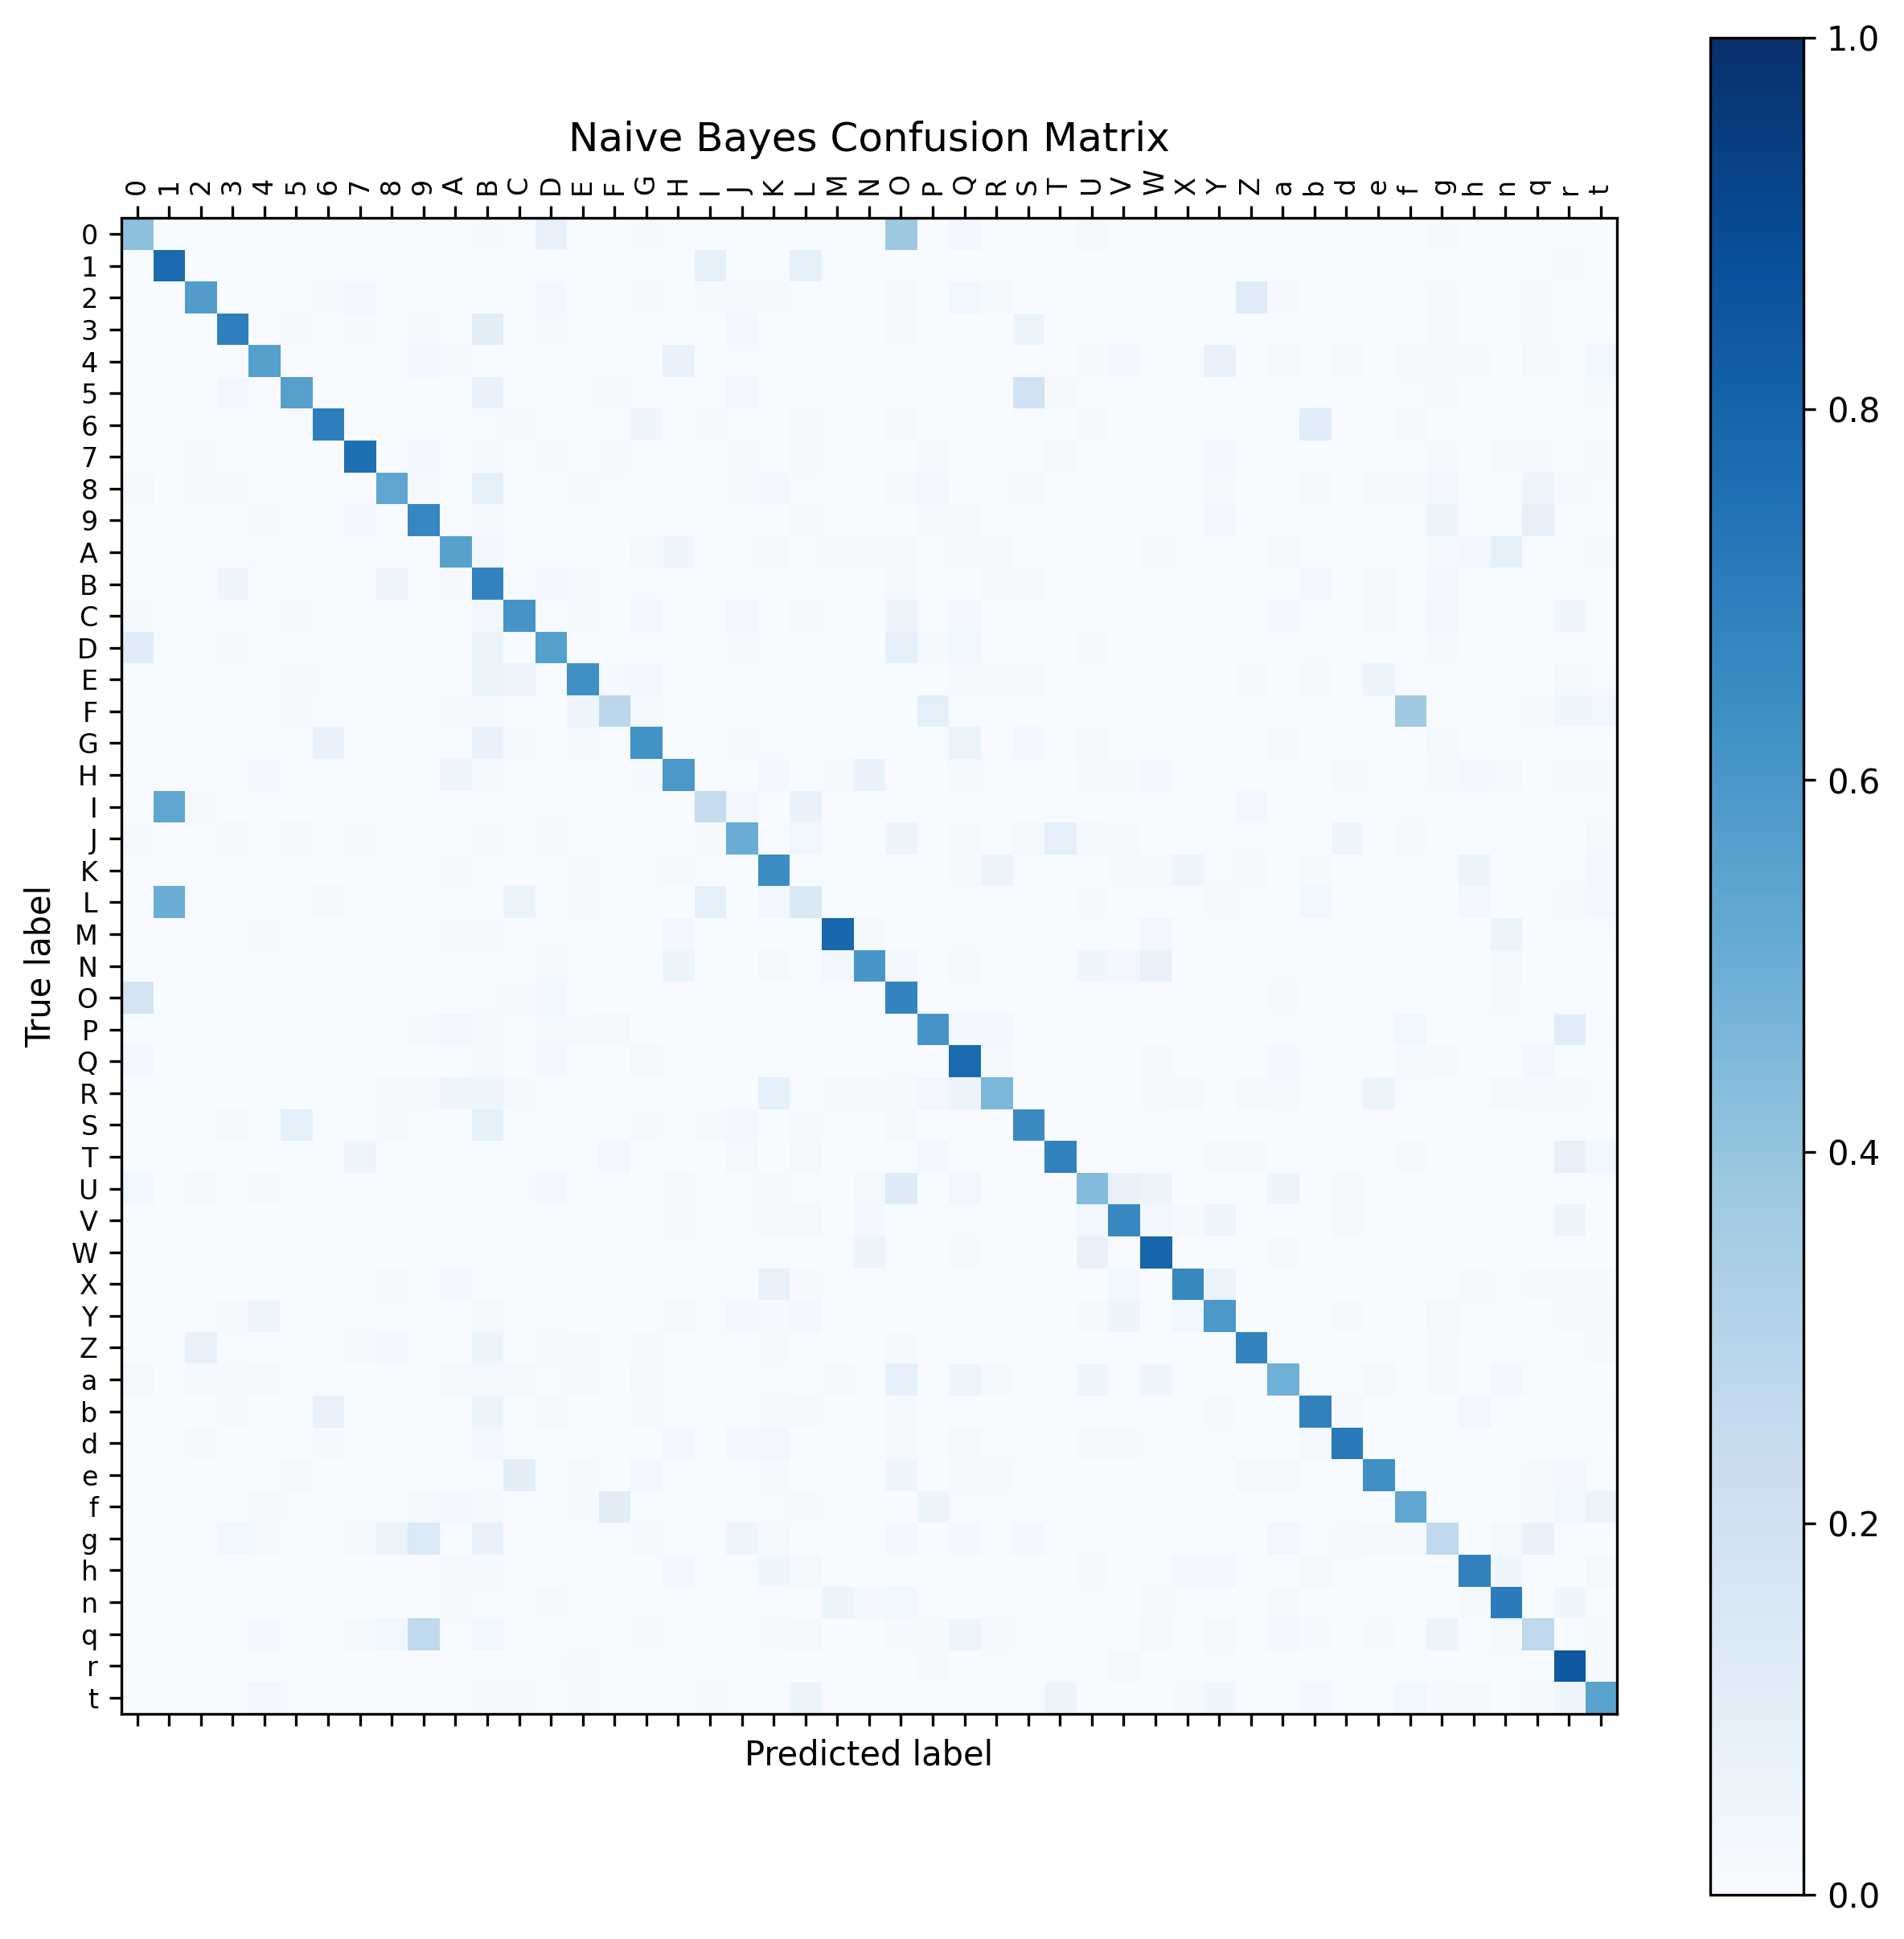 Naive Bayes Confusion Matrix
0 1 2 3 4 5 6 7 8 9 A B C D E F G H I J K L M N O P Q R S T U V W X Y Z a b d e f g h n q r t
0
1
2
3
4
5
6
7
8
9
A
B
C
D
E
F
G
H
I
J
K
L
M
N
O
P
Q
R
S
T
U
V
W
X
Y
Z
a
b
d
e
f
g
h
n
q
r
t
True label
Predicted label
1.0
0.8
0.6
0.4
0.2
0.0